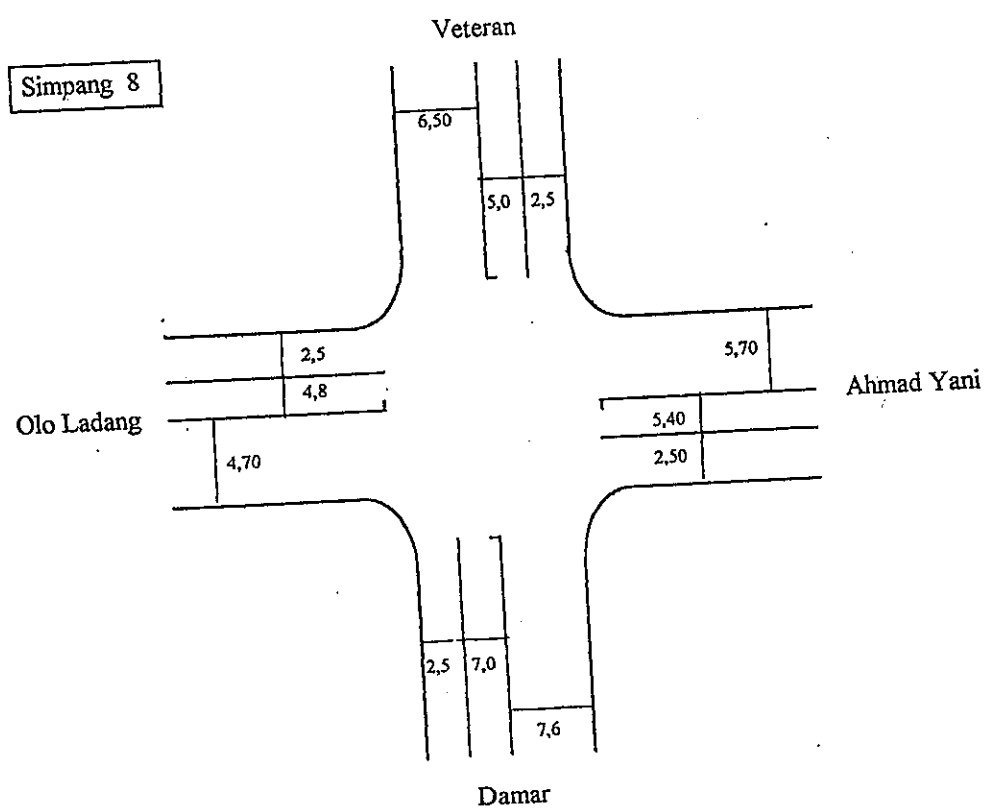 Veteran
Simpang 8
6,50
5,0
2,5
2,5
5,70
4,8
Ahmad Yani
Olo Ladang
5,40
4,70
2,50
2,5
7,0
7,6
Damar